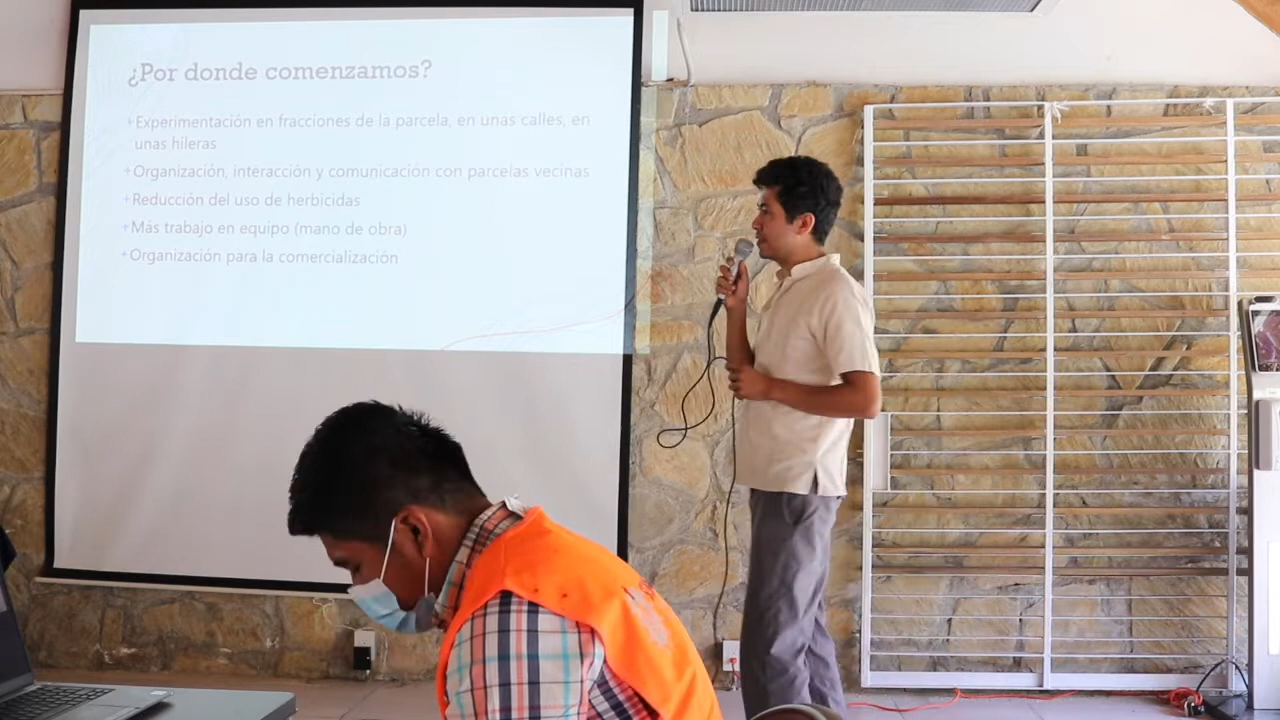 ¿Por donde comenzamos?
Experimentación en fracciones de la parcela, en unas calles, en
unas hileras
Organización, interacción y comunicación con parcelas vecinas
Reducción del uso de herbicidas
Más trabajo en equipo (mano de obra)
Organización para la comercialización